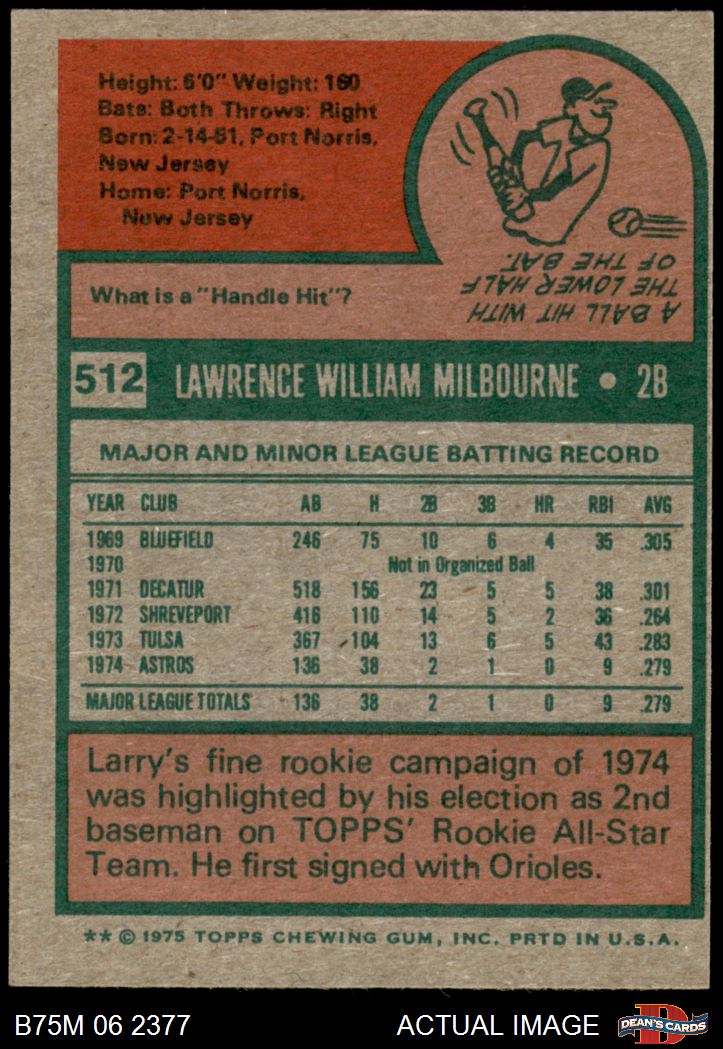 Height: 6'0" Weight: 160
Bats: Both Throws: Right
Born: 2-14-51, Port Norris,
New Jersey
Home: Port Norris,
New Jersey
What is a "Handle Hit"?
A BALL HIT WITH
THE LOWER HALF
OF THE BAT.
512 LAWRENCE WILLIAM MILBOURNE • 2B
MAJOR AND MINOR LEAGUE BATTING RECORD
YEAR CLUB AB H 2B 3B HR RBI AVG
1969 BLUEFIELD 246 75 10 6 4 35 .305
1970 Not in Organized Ball
1971 DECATUR 518 156 23 5 5 38 .301
1972 SHREVEPORT 416 110 14 5 2 36 .264
1973 TULSA 367 104 13 6 5 43 .283
1974 ASTROS 136 38 2 1 0 9 .279
MAJOR LEAGUE TOTALS 136 38 2 1 0 9 .279
Larry's fine rookie campaign of 1974
was highlighted by his election as 2nd
baseman on TOPPS' Rookie All-Star
Team. He first signed with Orioles.
** © 1975 TOPPS CHEWING GUM, INC. PRTD IN U.S.A.
B75M 06 2377 ACTUAL IMAGE DEAN'S CARDS